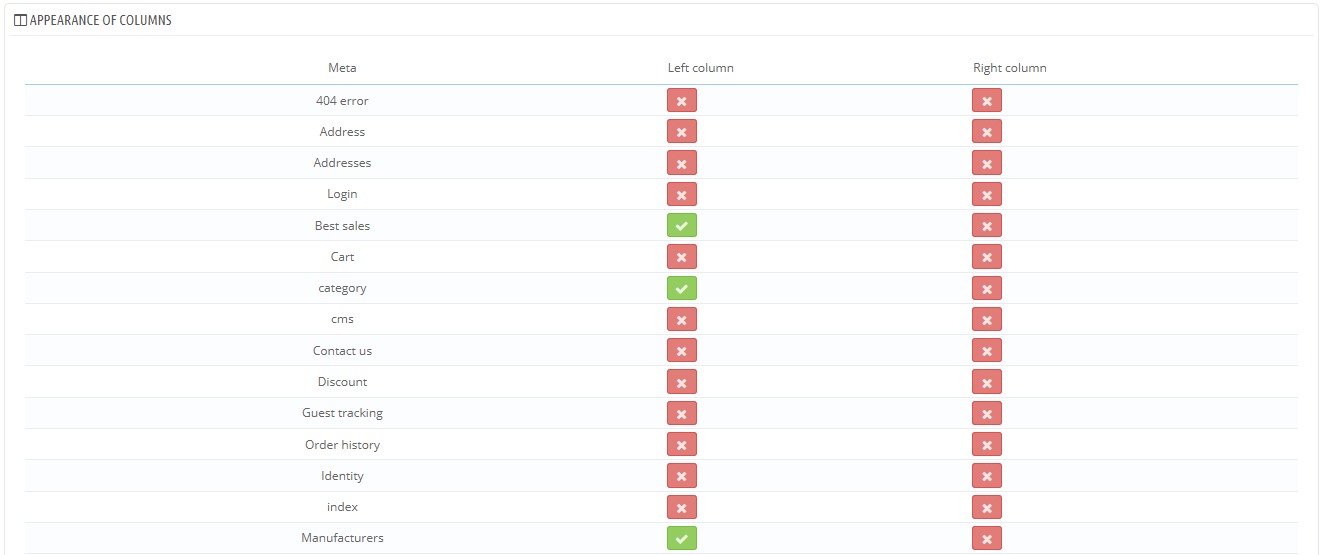 APPEARANCE OF COLUMNS
Meta Left column Right column
404 error
Address
Addresses
Login
Best sales
Cart
category
cms
Contact us
Discount
Guest tracking
Order history
Identity
index
Manufacturers